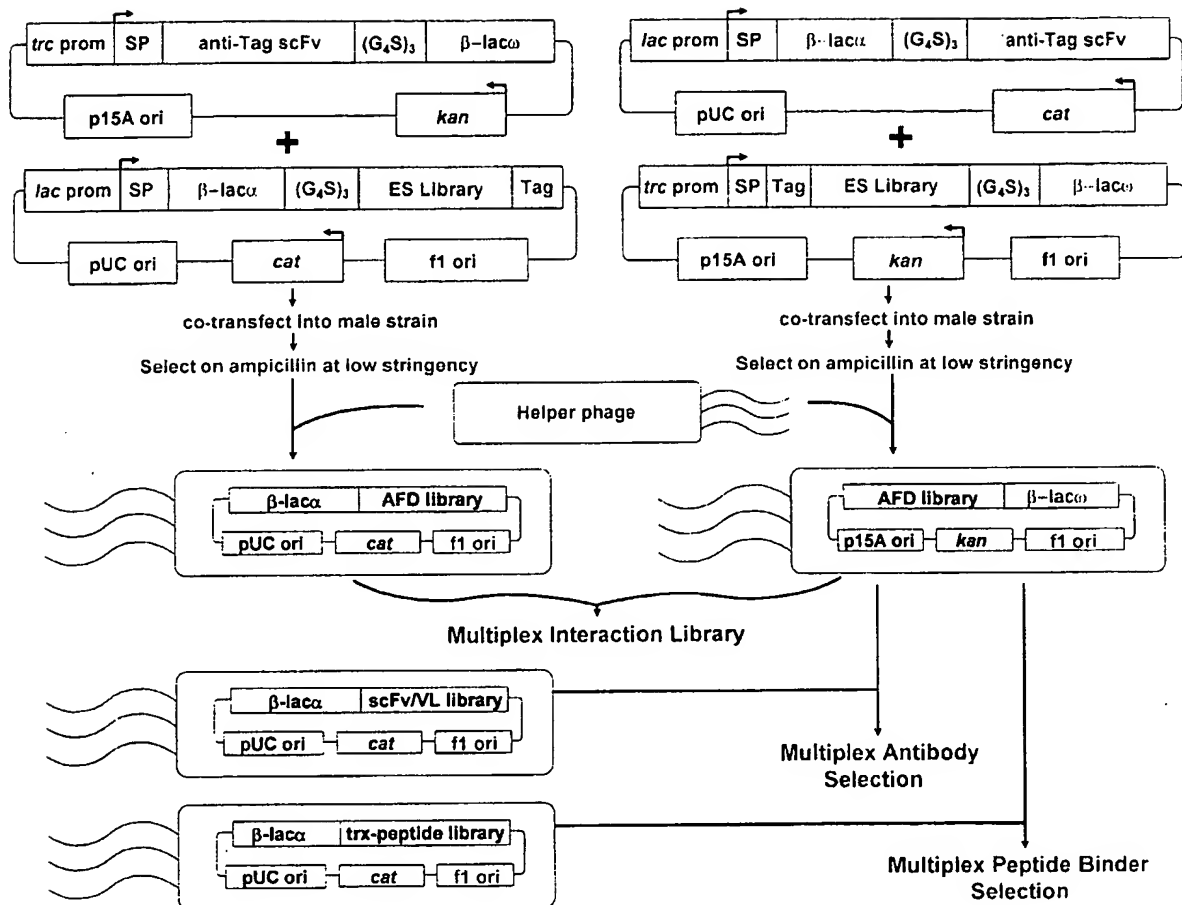 trc prom SP anti-Tag scFv (G₄S)₃ β-lacω
p15A ori kan
+
lac prom SP β-lacα (G₄S)₃ ES Library Tag
pUC ori cat f1 ori
co-transfect into male strain
Select on ampicillin at low stringency
lac prom SP β-lacα (G₄S)₃ anti-Tag scFv
pUC ori cat
+
trc prom SP Tag ES Library (G₄S)₃ β-lacω
p15A ori kan f1 ori
co-transfect into male strain
Select on ampicillin at low stringency
Helper phage
β-lacα AFD library
pUC ori cat f1 ori
AFD library β-lacω
p15A ori kan f1 ori
Multiplex Interaction Library
β-lacα scFv/VL library
pUC ori cat f1 ori
Multiplex Antibody
Selection
β-lacα trx-peptide library
pUC ori cat f1 ori
Multiplex Peptide Binder
Selection